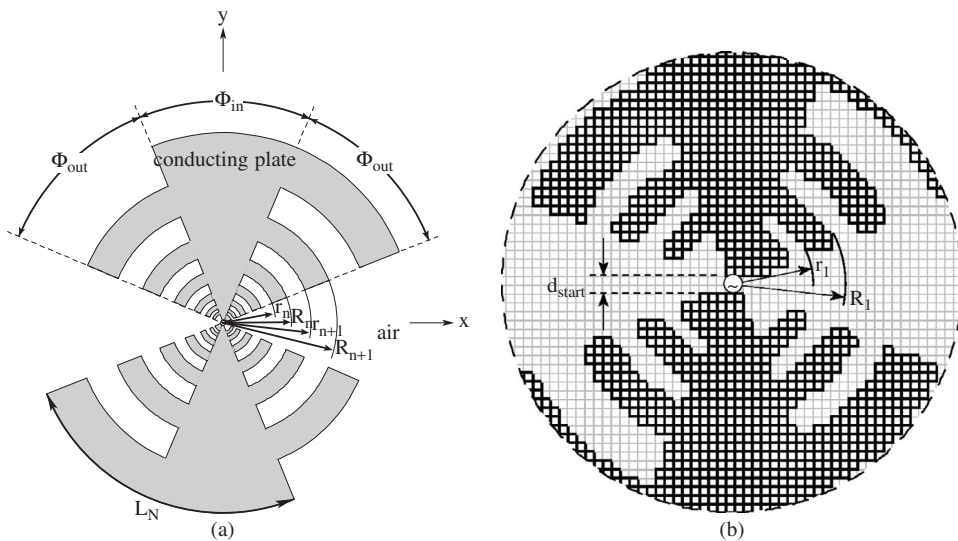 y
Φin
Φout
Φout
conducting plate
rn
Rn
rn+1
Rn+1
air
x
LN
(a)
dstart
~
r1
R1
(b)